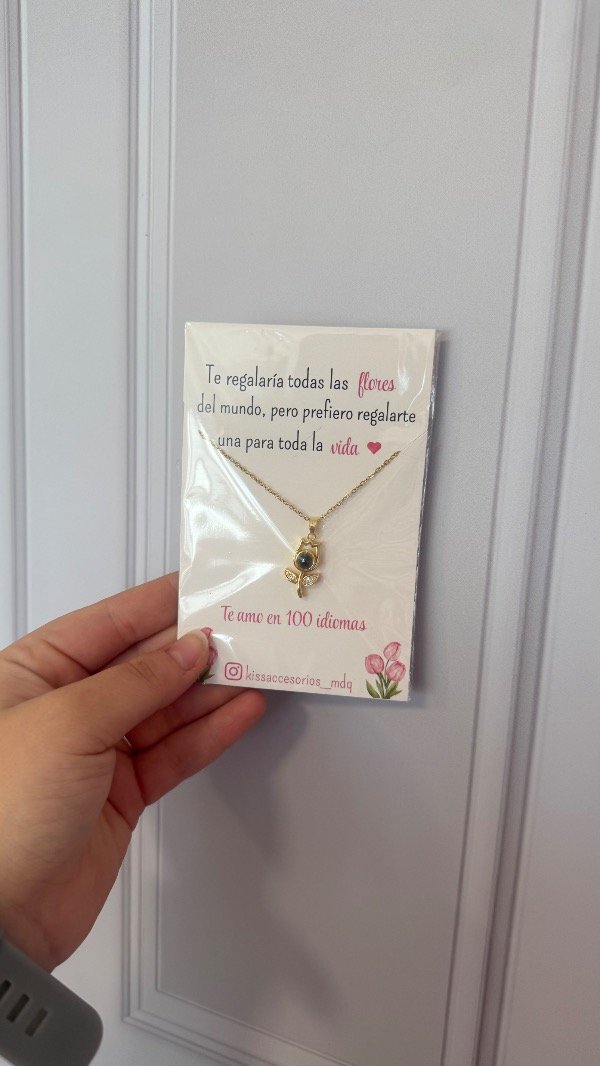 Te regalaría todas las flores
del mundo, pero prefiero regalarte
una para toda la vida
Te amo en 100 idiomas
kissaccesorios_mdq